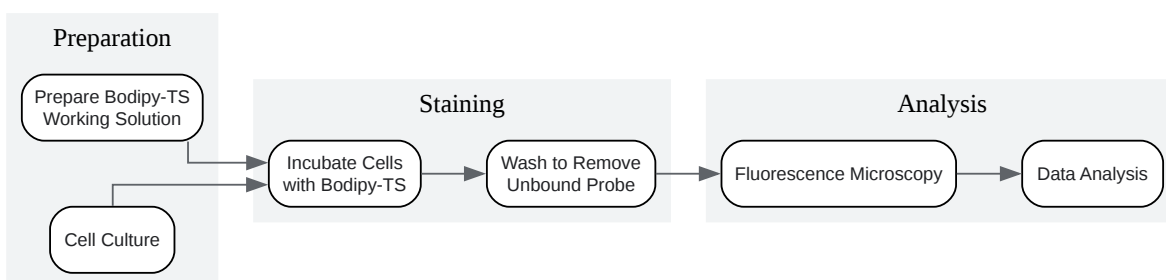 Preparation
Prepare Bodipy-TS
Working Solution
Cell Culture
Staining
Incubate Cells
with Bodipy-TS
Wash to Remove
Unbound Probe
Analysis
Fluorescence Microscopy
Data Analysis